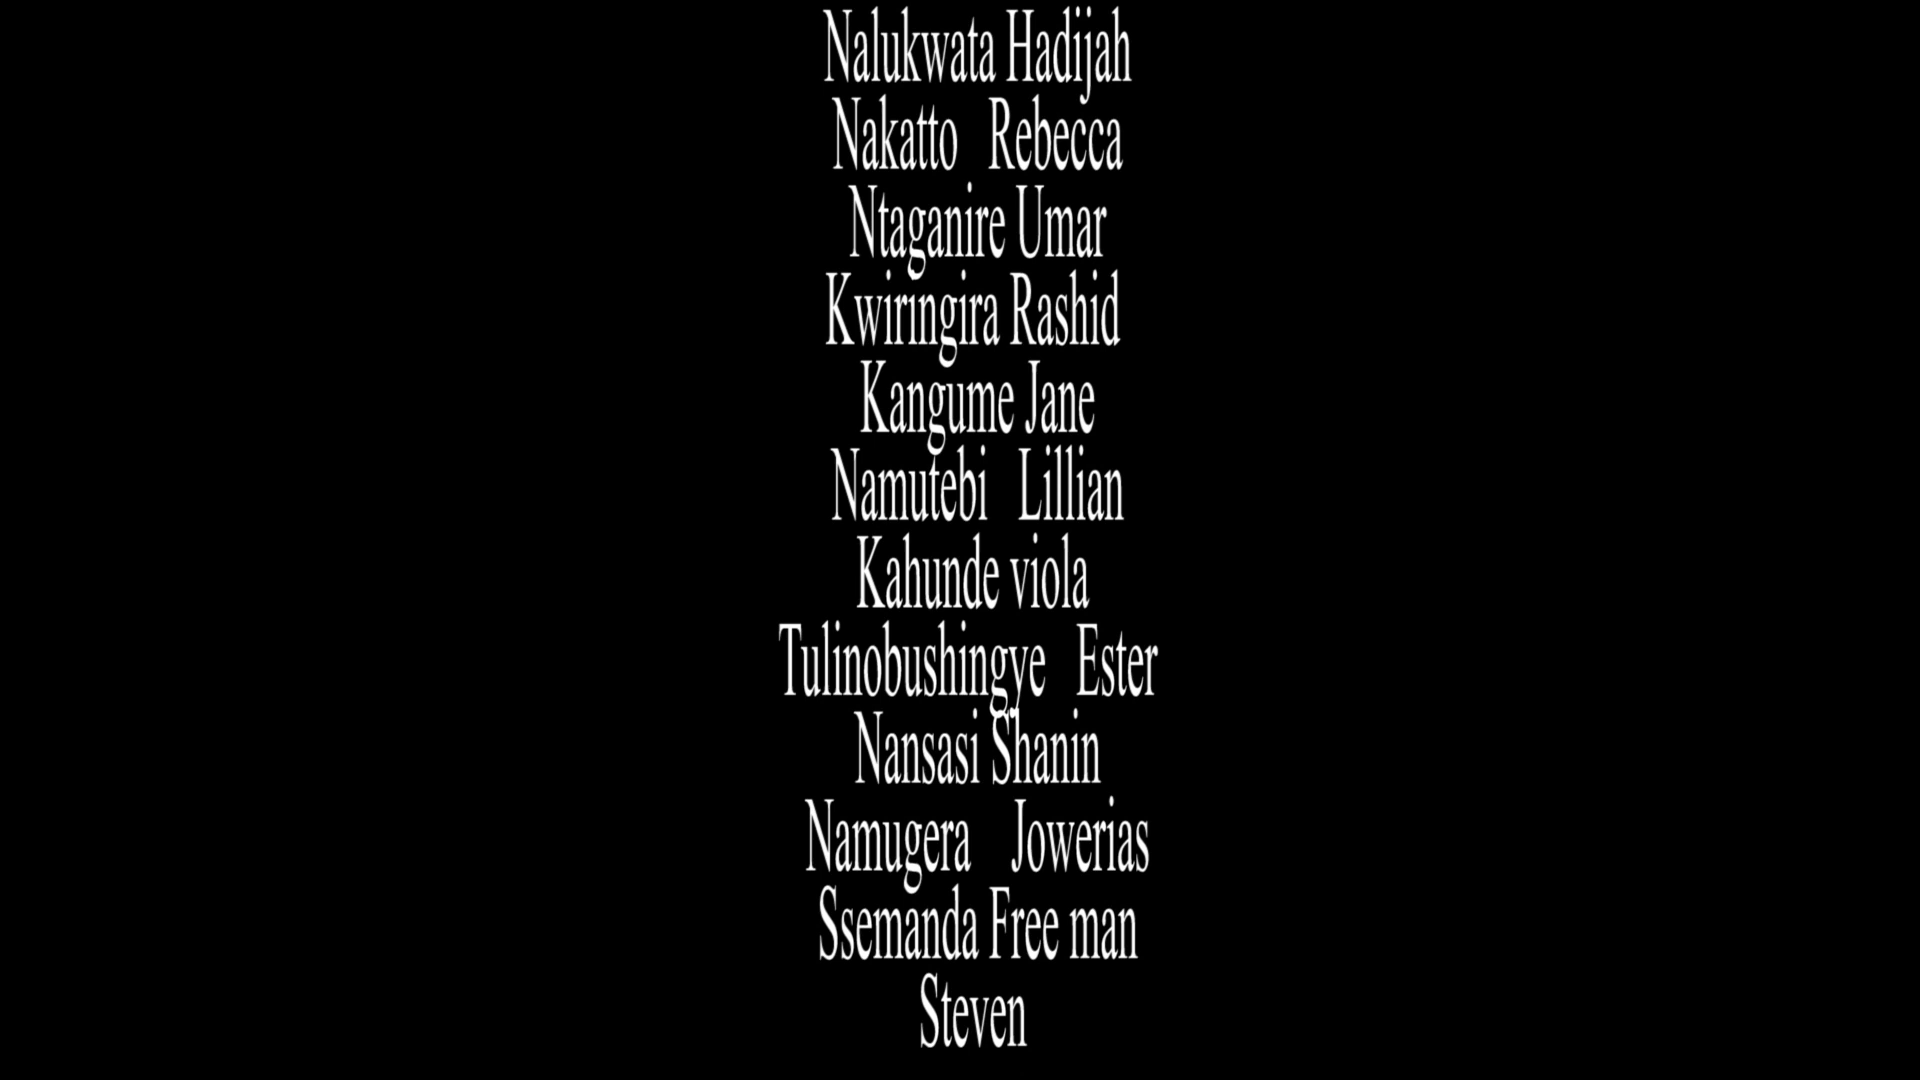 Nalukwata Hadijah
Nakatto Rebecca
Ntaganire Umar
Kwiringira Rashid
Kangume Jane
Namutebi Lillian
Kahunde viola
Tulinobushingye Ester
Nansasi Shanin
Namugera Jowerias
Ssemanda Free man
Steven